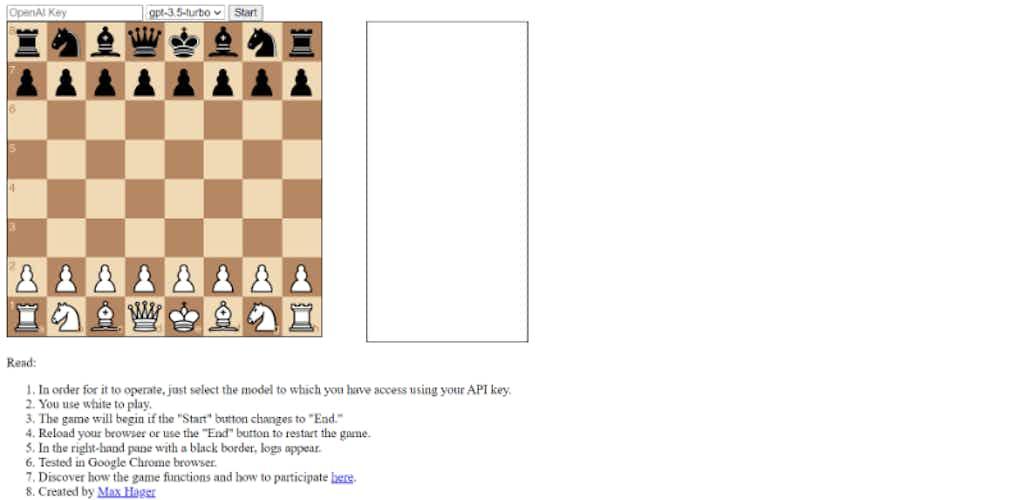 OpenAI Key gpt-3.5-turbo Start
8
7
6
5
4
3
2
1
Read:
1. In order for it to operate, just select the model to which you have access using your API key.
2. You use white to play.
3. The game will begin if the "Start" button changes to "End."
4. Reload your browser or use the "End" button to restart the game.
5. In the right-hand pane with a black border, logs appear.
6. Tested in Google Chrome browser.
7. Discover how the game functions and how to participate here.
8. Created by Max Hager